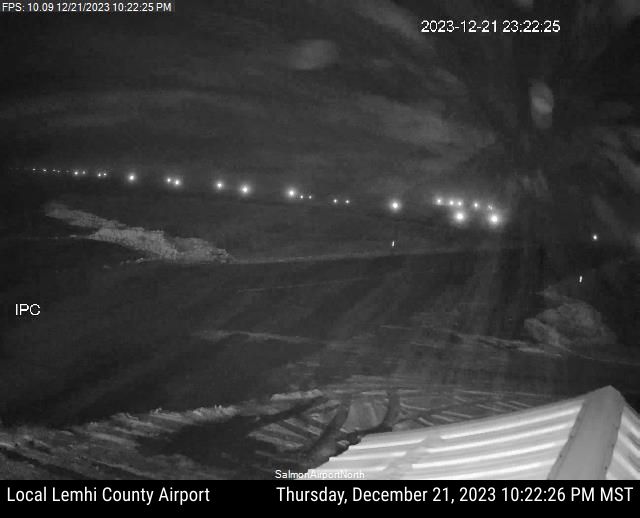 FPS: 10.09 12/21/2023 10:22:25 PM
2023-12-21 23:22:25
IPC
SalmonAirportNorth
Local Lemhi County Airport
Thursday, December 21, 2023 10:22:26 PM MST